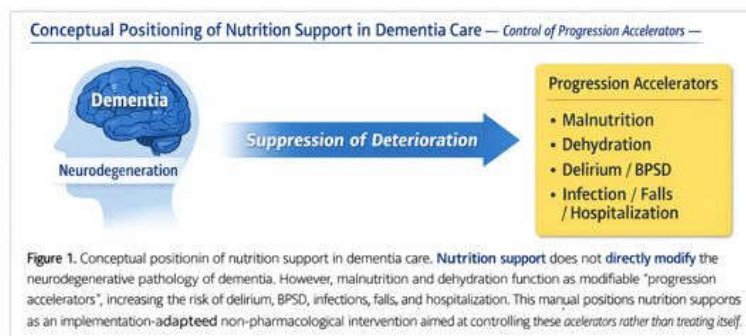 Conceptual Positioning of Nutrition Support in Dementia Care — Control of Progression Accelerators —
Dementia
Neurodegeneration
Suppression of Deterioration
Progression Accelerators
• Malnutrition
• Dehydration
• Delirium / BPSD
• Infection / Falls
/ Hospitalization
Figure 1. Conceptual positionin of nutrition support in dementia care. Nutrition support does not directly modify the
neurodegenerative pathology of dementia. However, malnutrition and dehydration function as modifiable "progression
accelerators", increasing the risk of delirium, BPSD, infections, falls, and hospitalization. This manual positions nutrition supporos
as an implementation-adapteed non-pharmacological intervention aimed at controlling these acelerators rather than treating itself.